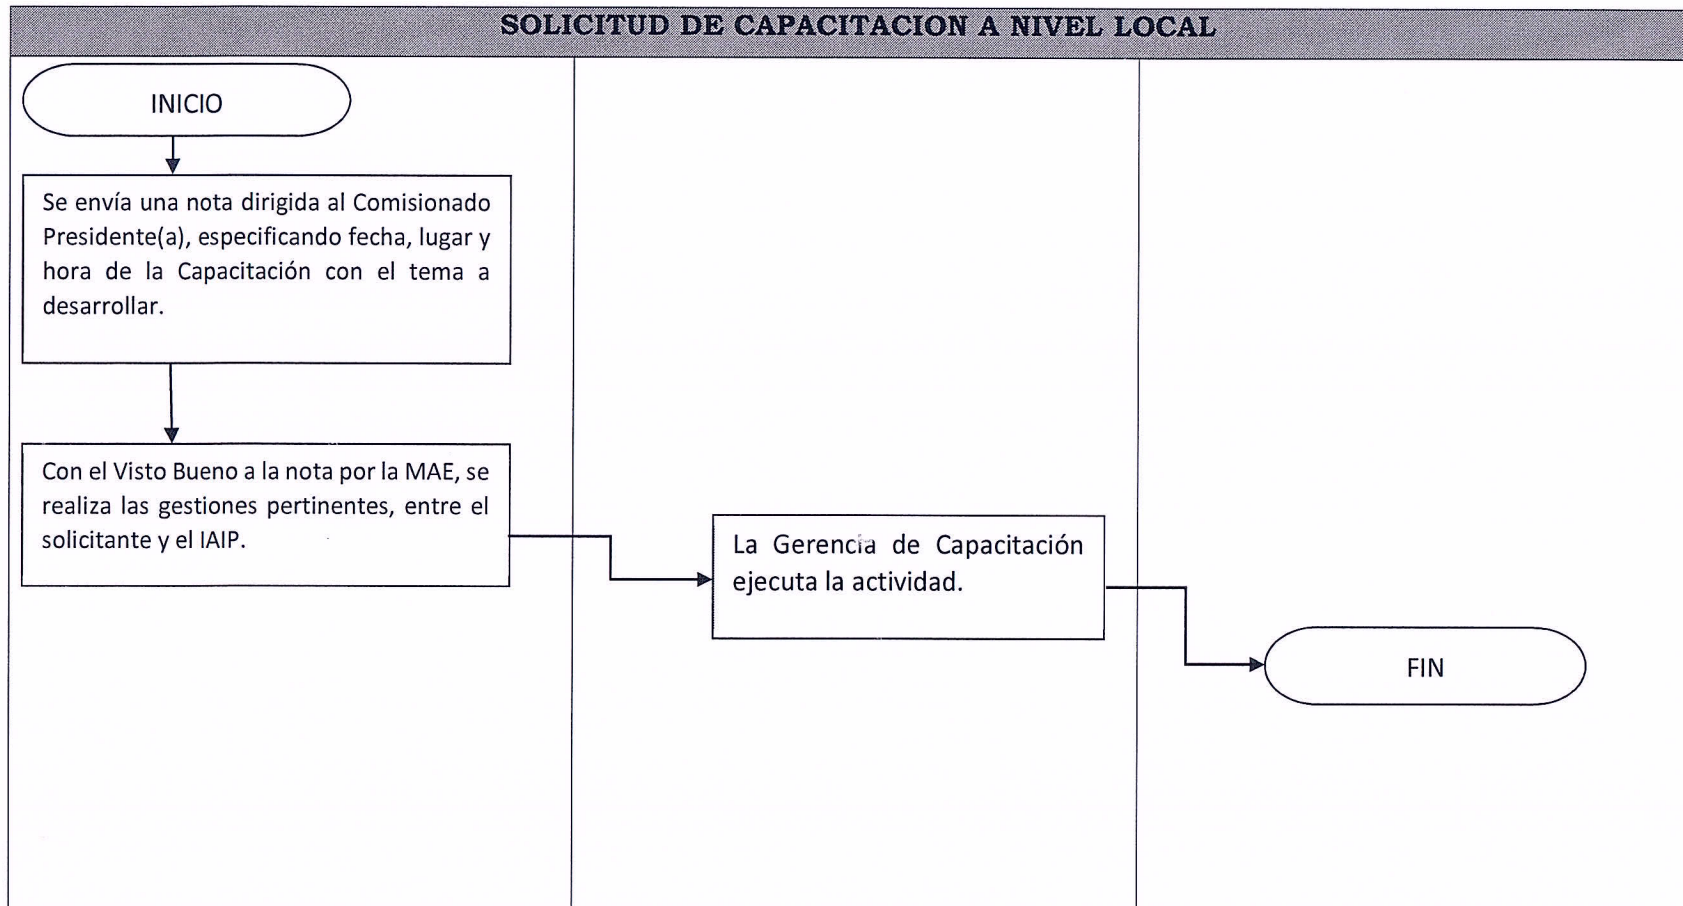 SOLICITUD DE CAPACITACION A NIVEL LOCAL
INICIO
Se envía una nota dirigida al Comisionado
Presidente(a), especificando fecha, lugar y
hora de la Capacitación con el tema a
desarrollar.
Con el Visto Bueno a la nota por la MAE, se
realiza las gestiones pertinentes, entre el
solicitante y el IAIP.
La Gerencia de Capacitación
ejecuta la actividad.
FIN